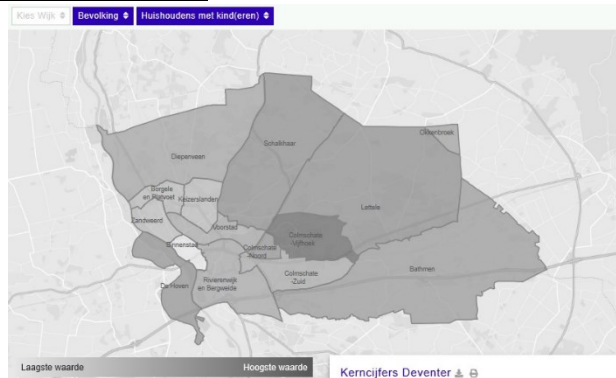 Kies Wijk
Bevolking
Huishoudens met kind(eren)
Okkenbroek
Schalkhaar
Diepenveen
Borgele
en Platvoet
Keizerslanden
Lettele
Landweerd
Voorstad
Colmschate
-Vijfhoek
Binnenstad
Colmschate
-Noord
Bathmen
Colmschate
-Zuid
De Hoven
Rivierenwijk
en Bergweide
Laagste waarde
Hoogste waarde
Kerncijfers Deventer